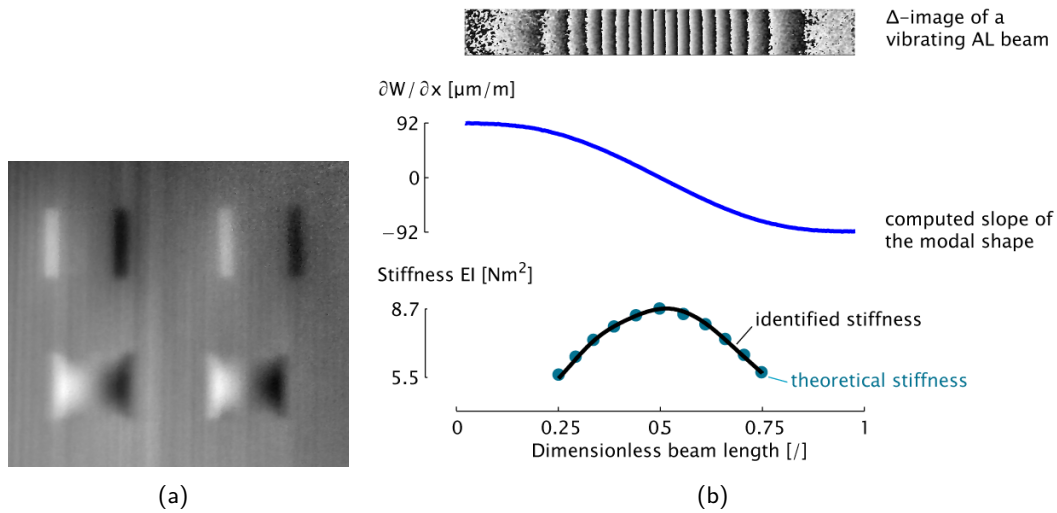 Δ-image of a
vibrating AL beam
∂W / ∂x [µm/m]
92
0
−92
computed slope of
the modal shape
Stiffness EI [Nm²]
8.7
5.5
identified stiffness
theoretical stiffness
0 0.25 0.5 0.75 1
Dimensionless beam length [/]
(a) (b)